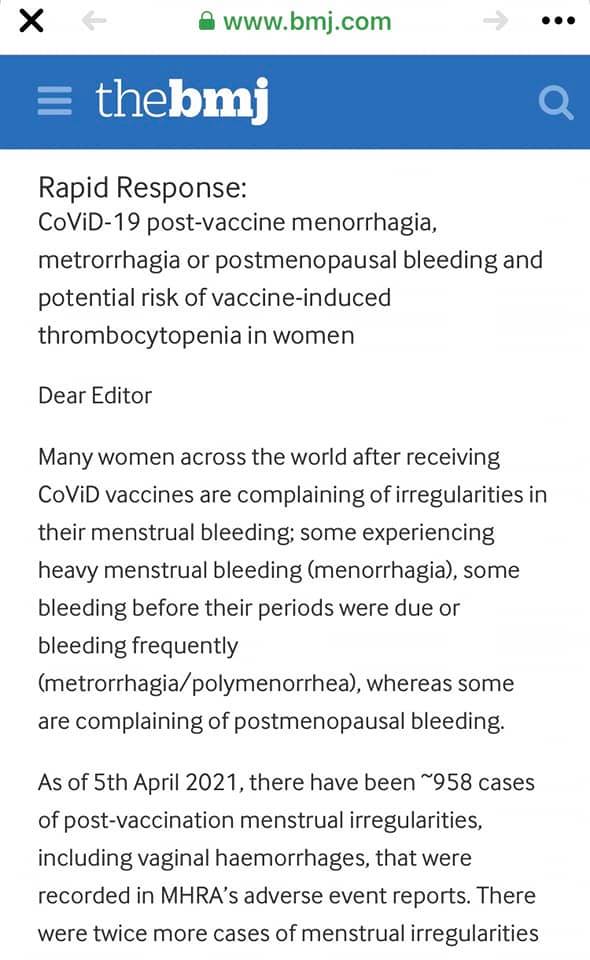 www.bmj.com
thebmj
Rapid Response:
CoViD-19 post-vaccine menorrhagia,
metrorrhagia or postmenopausal bleeding and
potential risk of vaccine-induced
thrombocytopenia in women
Dear Editor
Many women across the world after receiving
CoViD vaccines are complaining of irregularities in
their menstrual bleeding; some experiencing
heavy menstrual bleeding (menorrhagia), some
bleeding before their periods were due or
bleeding frequently
(metrorrhagia/polymenorrhea), whereas some
are complaining of postmenopausal bleeding.
As of 5th April 2021, there have been ~958 cases
of post-vaccination menstrual irregularities,
including vaginal haemorrhages, that were
recorded in MHRA's adverse event reports. There
were twice more cases of menstrual irregularities